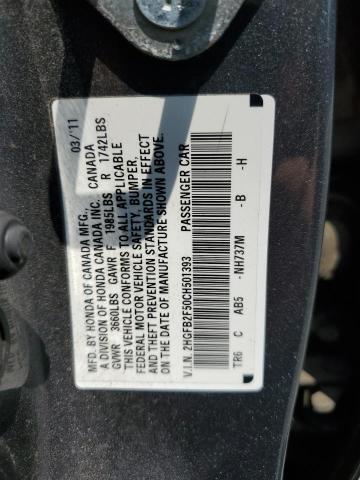 MFD. BY HONDA OF CANADA MFG. 03/11
A DIVISION OF HONDA CANADA INC. CANADA
GVWR 3660LBS GAWR F 1985LBS R 1742LBS
THIS VEHICLE CONFORMS TO ALL APPLICABLE
FEDERAL MOTOR VEHICLE SAFETY, BUMPER,
AND THEFT PREVENTION STANDARDS IN EFFECT
ON THE DATE OF MANUFACTURE SHOWN ABOVE.
V.I.N. 2HGFB2F50CH501393 PASSENGER CAR
TR6 C AB5 -NH737M -B -H